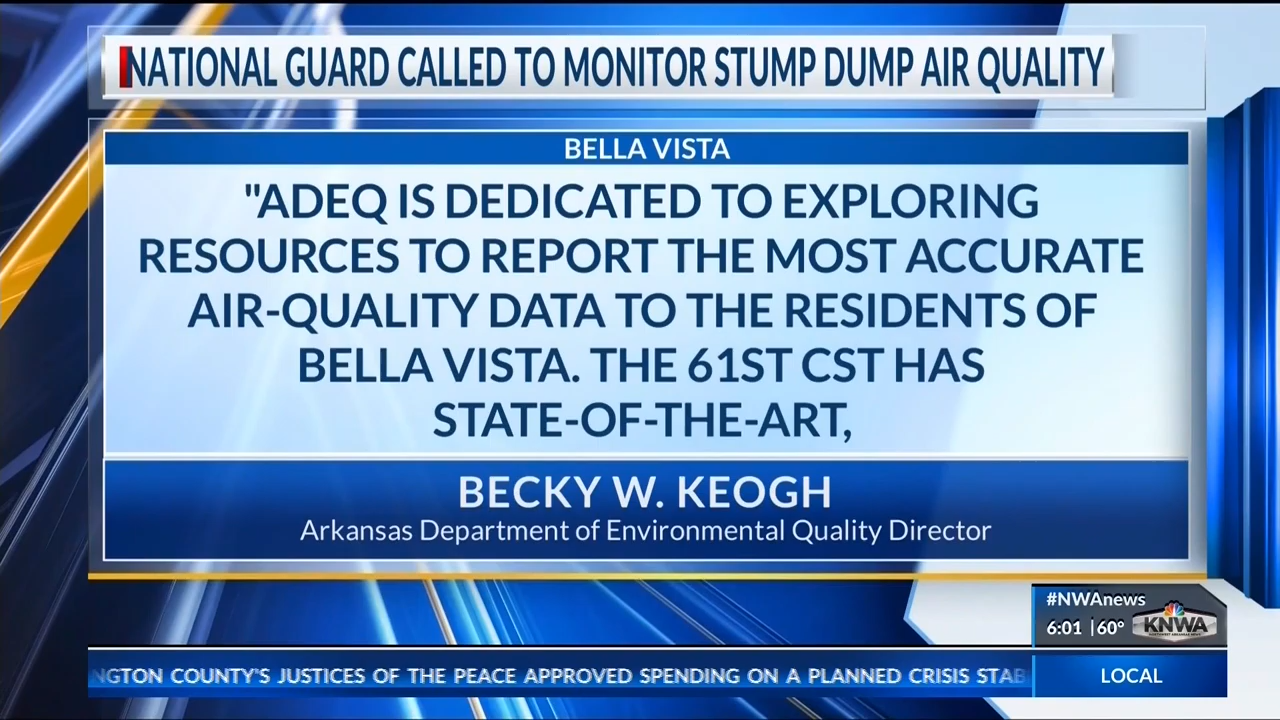 NATIONAL GUARD CALLED TO MONITOR STUMP DUMP AIR QUALITY
BELLA VISTA
"ADEQ IS DEDICATED TO EXPLORING
RESOURCES TO REPORT THE MOST ACCURATE
AIR-QUALITY DATA TO THE RESIDENTS OF
BELLA VISTA. THE 61ST CST HAS
STATE-OF-THE-ART,
BECKY W. KEOGH
Arkansas Department of Environmental Quality Director
#NWAnews
6:01 | 60°
KNWA
NORTHWEST ARKANSAS NEWS
NGTON COUNTY'S JUSTICES OF THE PEACE APPROVED SPENDING ON A PLANNED CRISIS STAB
LOCAL